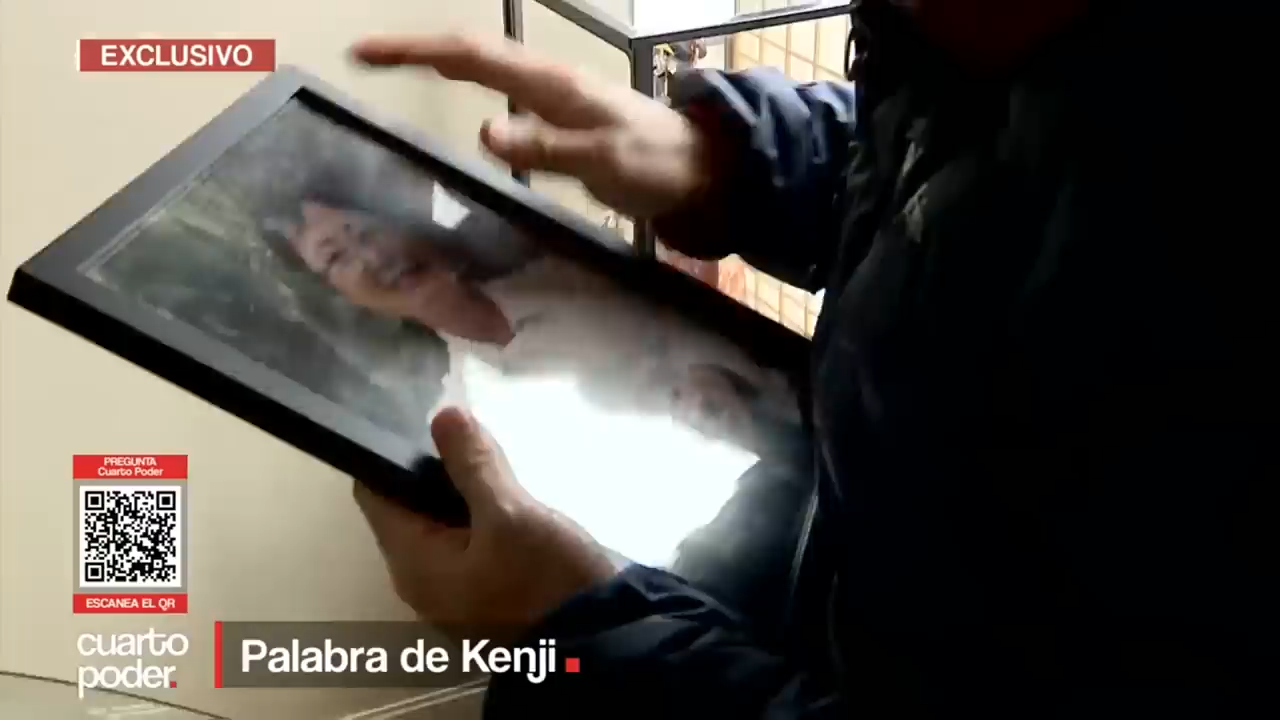 EXCLUSIVO
PREGUNTA
Cuarto Poder
ESCANEA EL QR
cuarto
poder.
Palabra de Kenji